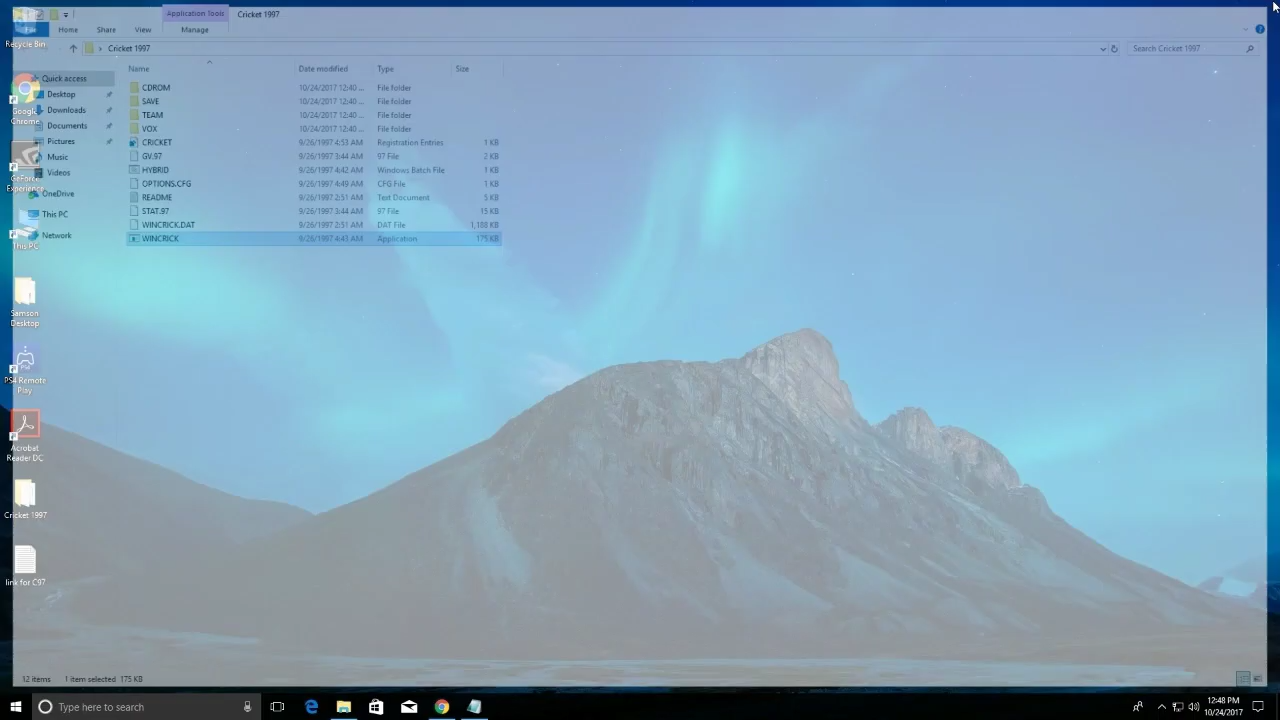 Application Tools
Cricket 1997
File
Home
Share
View
Manage
Cricket 1997
Search Cricket 1997
Name
Date modified
Type
Size
CDROM 10/24/2017 12:40 ... File folder
SAVE 10/24/2017 12:40 ... File folder
TEAM 10/24/2017 12:40 ... File folder
VOX 10/24/2017 12:40 ... File folder
CRICKET 9/26/1997 4:53 AM Registration Entries 1 KB
GV.97 9/26/1997 3:44 AM 97 File 2 KB
HYBRID 9/26/1997 4:42 AM Windows Batch File 1 KB
OPTIONS.CFG 9/26/1997 4:49 AM CFG File 1 KB
README 9/26/1997 2:51 AM Text Document 5 KB
STAT.97 9/26/1997 3:44 AM 97 File 15 KB
WINCRICK.DAT 9/26/1997 2:51 AM DAT File 1,188 KB
WINCRICK 9/26/1997 4:43 AM Application 175 KB
Quick access
Desktop
Downloads
Documents
Pictures
Music
Videos
OneDrive
This PC
Network
Recycle Bin
Google
Chrome
GeForce
Experience
This PC
Samson
Desktop
PS4 Remote
Play
Acrobat
Reader DC
Cricket 1997
link for C97
12 items
1 item selected 175 KB
Type here to search
12:48 PM
10/24/2017